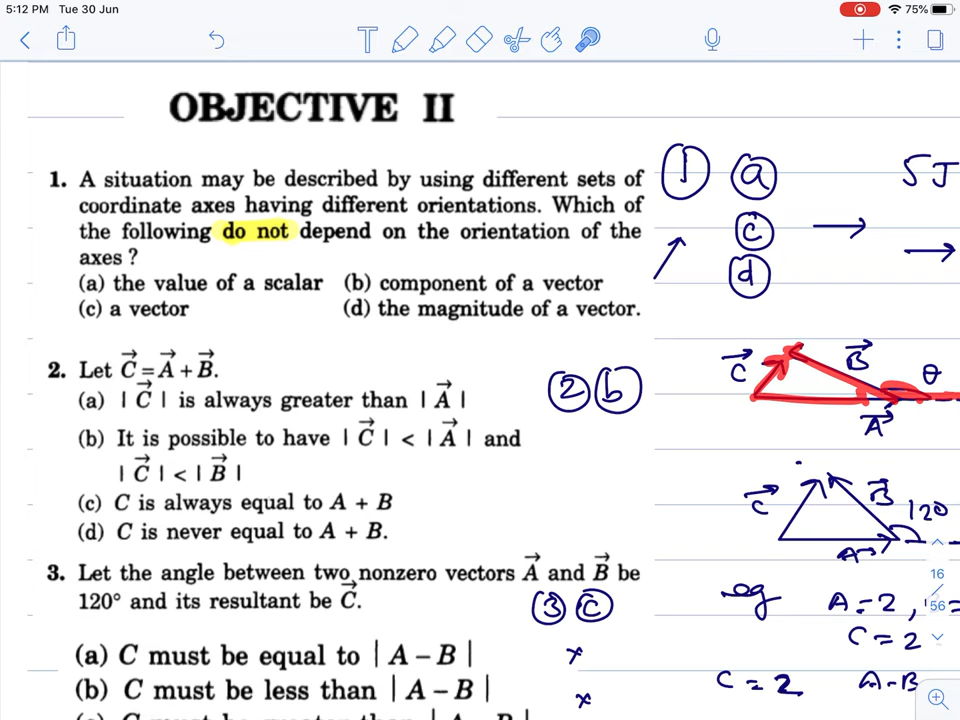 5:12 PM Tue 30 Jun
75%
OBJECTIVE II
1. A situation may be described by using different sets of
coordinate axes having different orientations. Which of
the following do not depend on the orientation of the
axes ?
(a) the value of a scalar (b) component of a vector
(c) a vector (d) the magnitude of a vector.
1 a 5J
c
d
2. Let C⃗ = A⃗ + B⃗.
(a) | C⃗ | is always greater than | A⃗ |
(b) It is possible to have | C⃗ | < | A⃗ | and
| C⃗ | < | B⃗ |
(c) C is always equal to A + B
(d) C is never equal to A + B.
2 b
C⃗ B⃗ θ
A⃗
C⃗ B⃗ 120
A
3. Let the angle between two nonzero vectors A⃗ and B⃗ be
120° and its resultant be C⃗.
3 c
(a) C must be equal to | A – B |
(b) C must be less than | A – B |
x
x
eg A = 2 ,
C = 2
C = 2 A - B
16
/
56